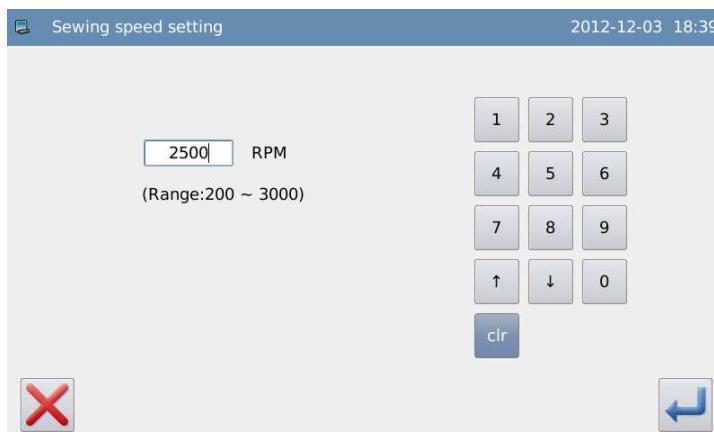 Sewing speed setting 2012-12-03 18:39
2500 RPM
(Range:200 ~ 3000)
1 2 3
4 5 6
7 8 9
↑ ↓ 0
clr